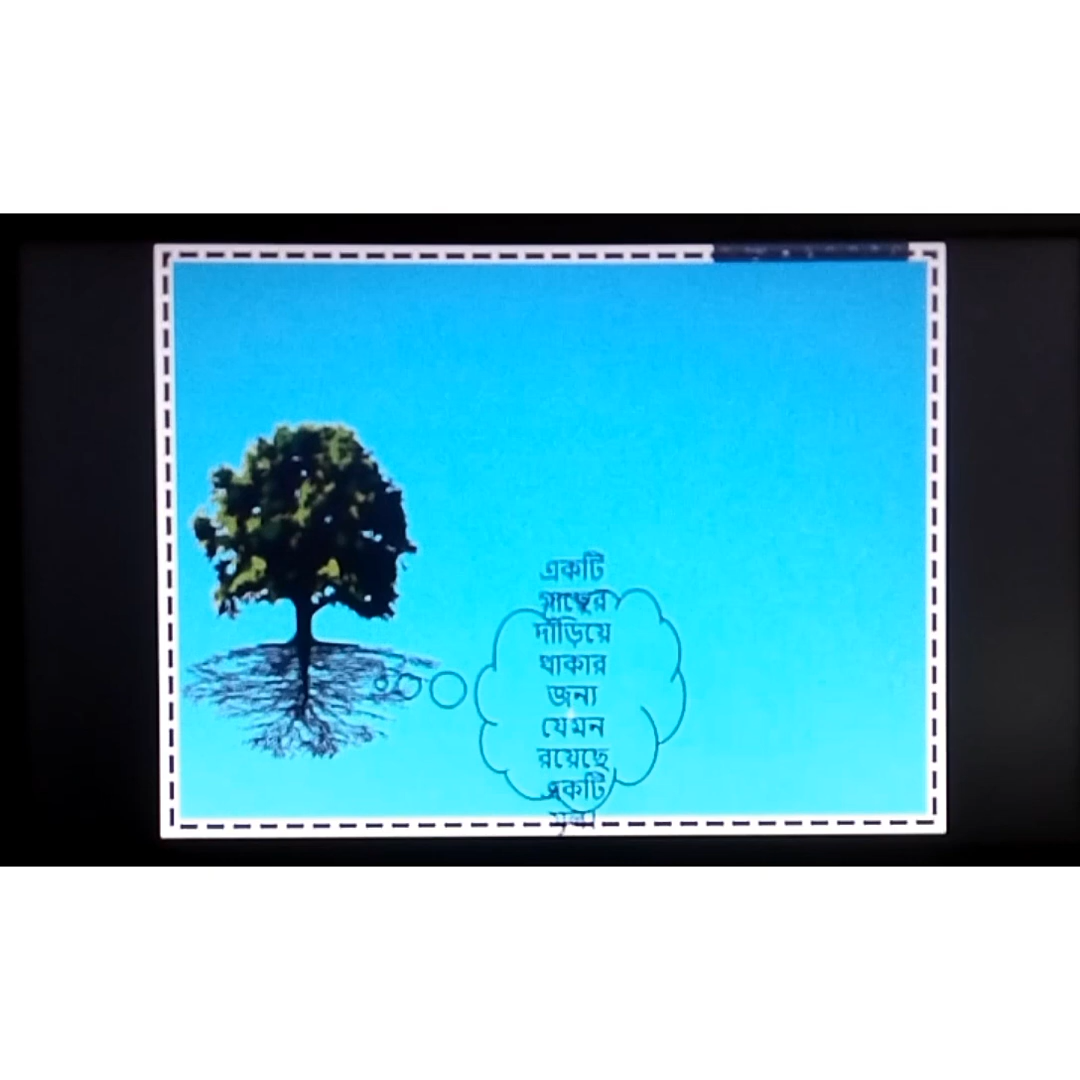 একটি
গাছের
দাঁড়িয়ে
থাকার
জন্য
যেমন
রয়েছে
একটি